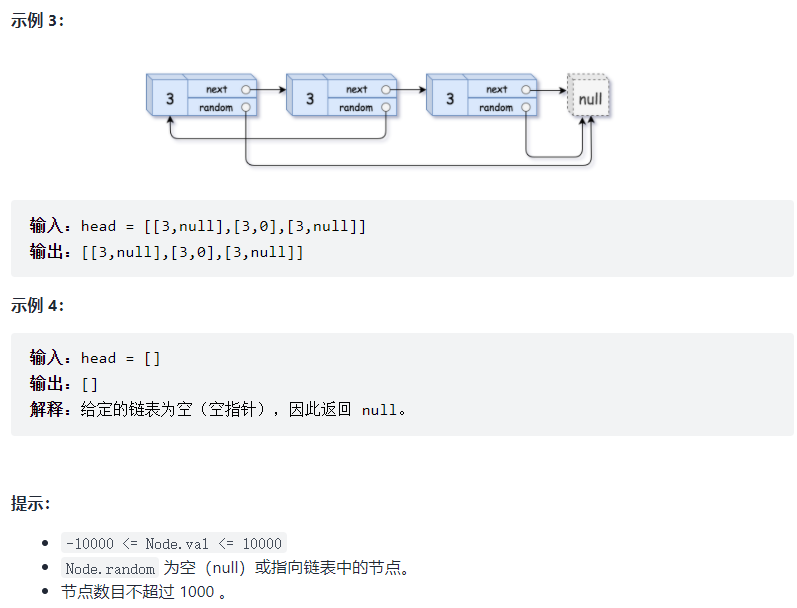 示例 3：
3 next random 3 next random 3 next random null
输入：head = [[3,null],[3,0],[3,null]]
输出：[[3,null],[3,0],[3,null]]
示例 4：
输入：head = []
输出：[]
解释：给定的链表为空（空指针），因此返回 null。
提示：
-10000 <= Node.val <= 10000
Node.random 为空（null）或指向链表中的节点。
节点数目不超过 1000 。